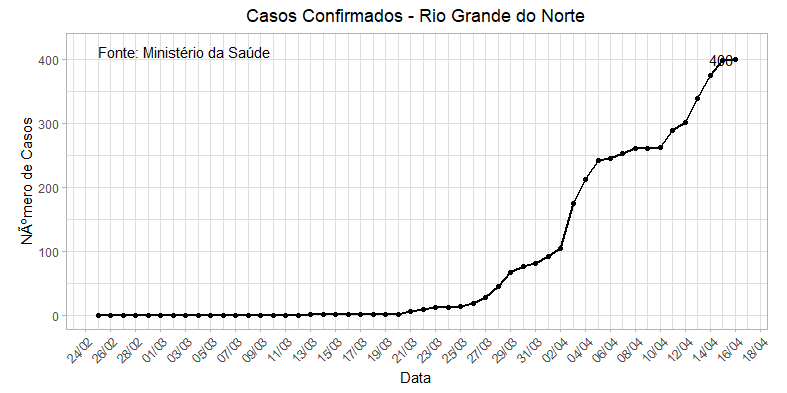 Casos Confirmados - Rio Grande do Norte
Fonte: Ministério da Saúde
400
NÃºmero de Casos
400
300
200
100
0
24/02 26/02 28/02 01/03 03/03 05/03 07/03 09/03 11/03 13/03 15/03 17/03 19/03 21/03 23/03 25/03 27/03 29/03 31/03 02/04 04/04 06/04 08/04 10/04 12/04 14/04 16/04 18/04
Data